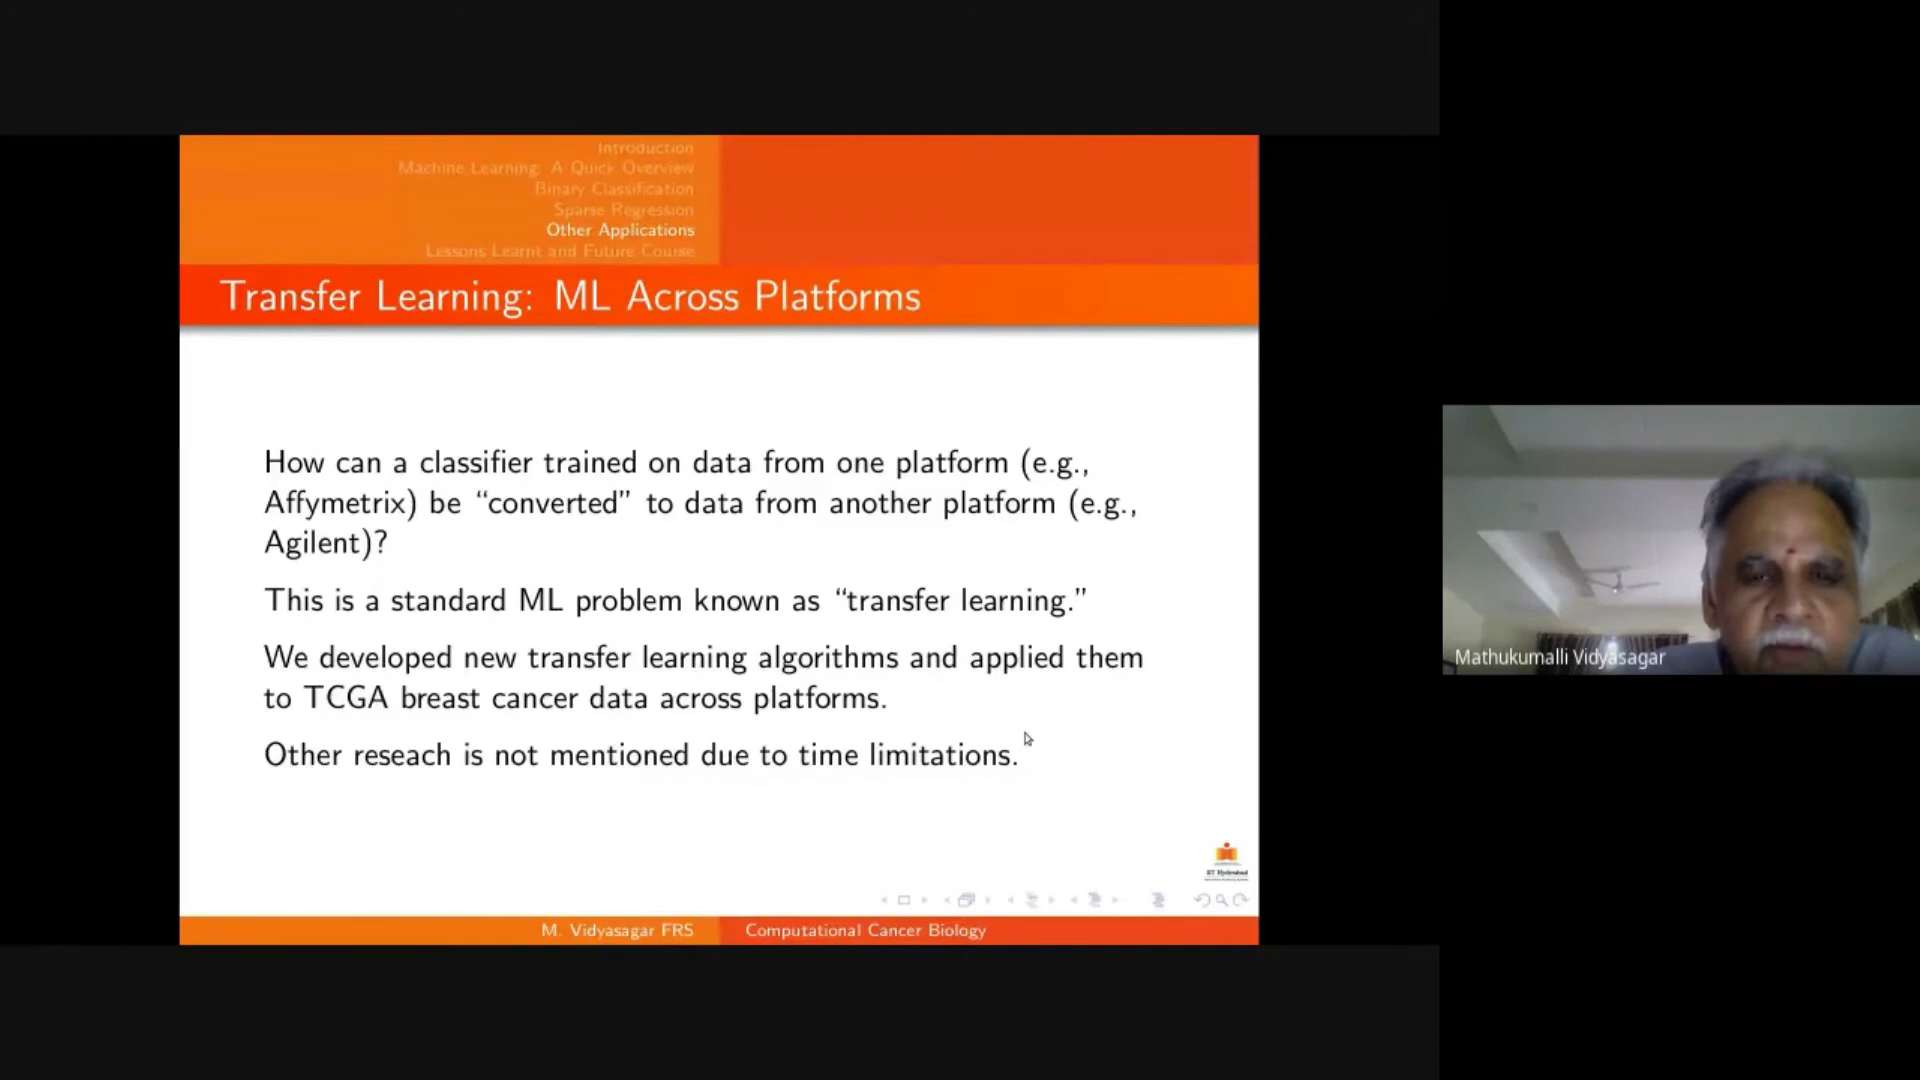 Introduction
Machine Learning: A Quick Overview
Binary Classification
Sparse Regression
Other Applications
Lessons Learnt and Future Course
Transfer Learning: ML Across Platforms
How can a classifier trained on data from one platform (e.g.,
Affymetrix) be “converted” to data from another platform (e.g.,
Agilent)?
This is a standard ML problem known as “transfer learning.”
We developed new transfer learning algorithms and applied them
to TCGA breast cancer data across platforms.
Other reseach is not mentioned due to time limitations.
IIT Hyderabad
M. Vidyasagar FRS
Computational Cancer Biology
Mathukumalli Vidyasagar